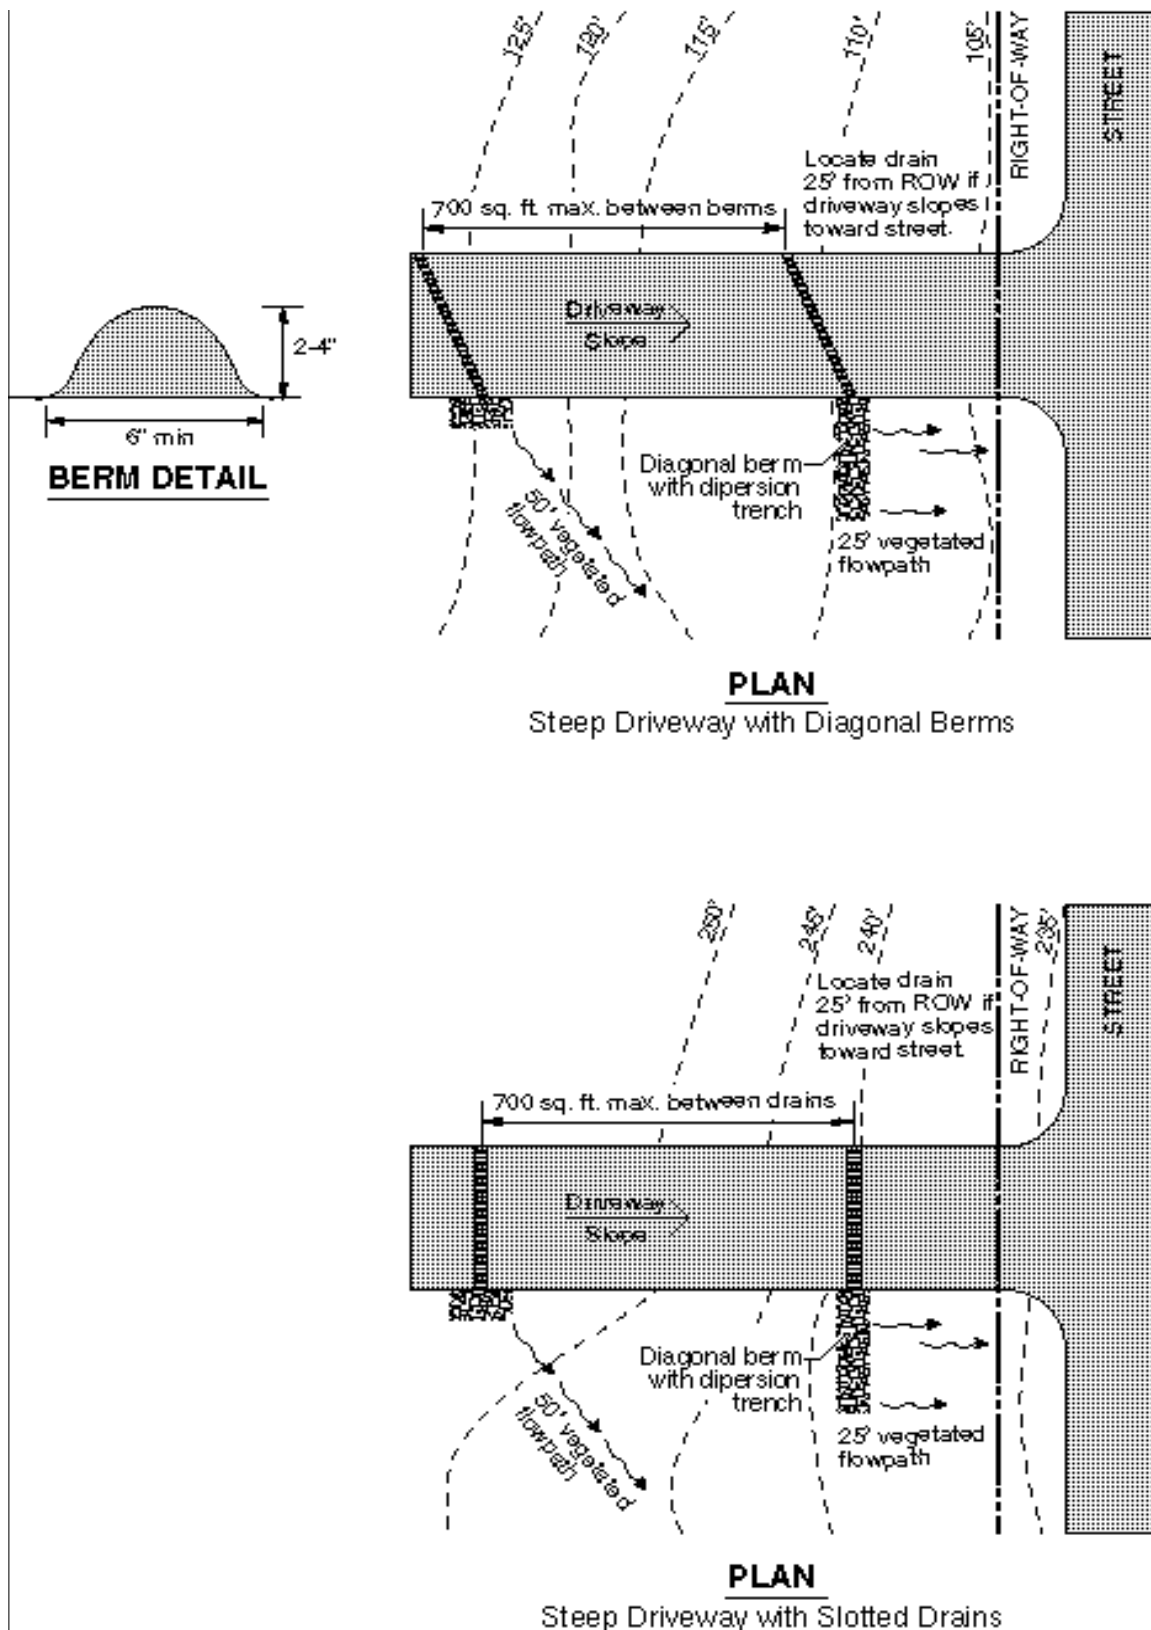 125'
120'
115'
110'
105'
RIGHT-OF-WAY
STREET
Locate drain
25' from ROW if
driveway slopes
toward street.
700 sq. ft. max. between berms
Driveway
Slope
2-4"
6" min
BERM DETAIL
Diagonal berm
with dipersion
trench
50' vegetated
flowpath
25' vegetated
flowpath
PLAN
Steep Driveway with Diagonal Berms
250'
245'
240'
235'
RIGHT-OF-WAY
STREET
Locate drain
25' from ROW if
driveway slopes
toward street.
700 sq. ft. max. between drains
Driveway
Slope
Diagonal berm
with dipersion
trench
50' vegetated
flowpath
25' vegetated
flowpath
PLAN
Steep Driveway with Slotted Drains